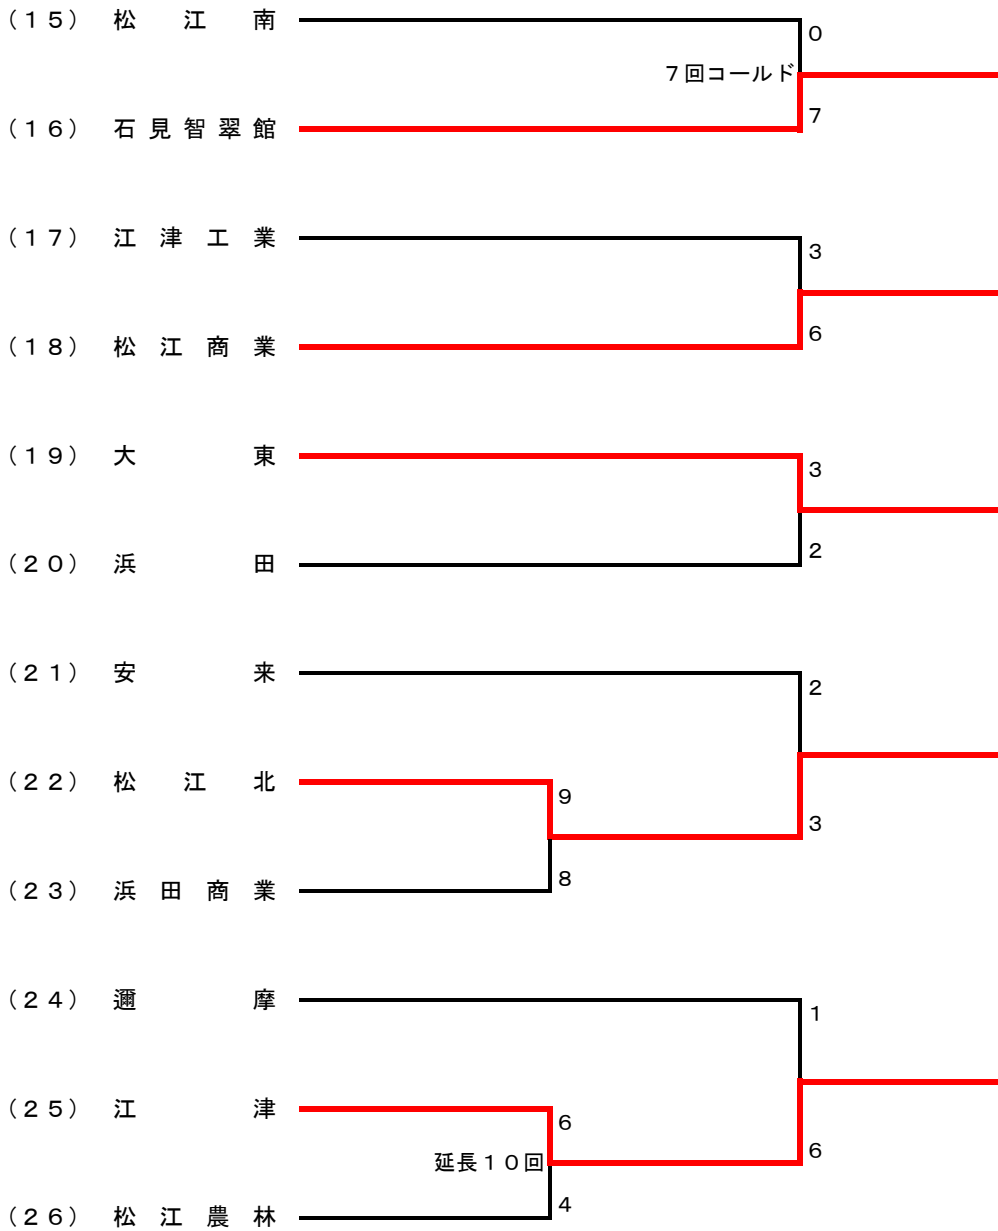 （１５） 松江南
0
７回コールド
7
（１６） 石見智翠館
（１７） 江津工業
3
6
（１８） 松江商業
（１９） 大東
3
2
（２０） 浜田
（２１） 安来
2
（２２） 松江北
9
3
8
（２３） 浜田商業
（２４） 邇摩
1
（２５） 江津
6
6
延長１０回
4
（２６） 松江農林